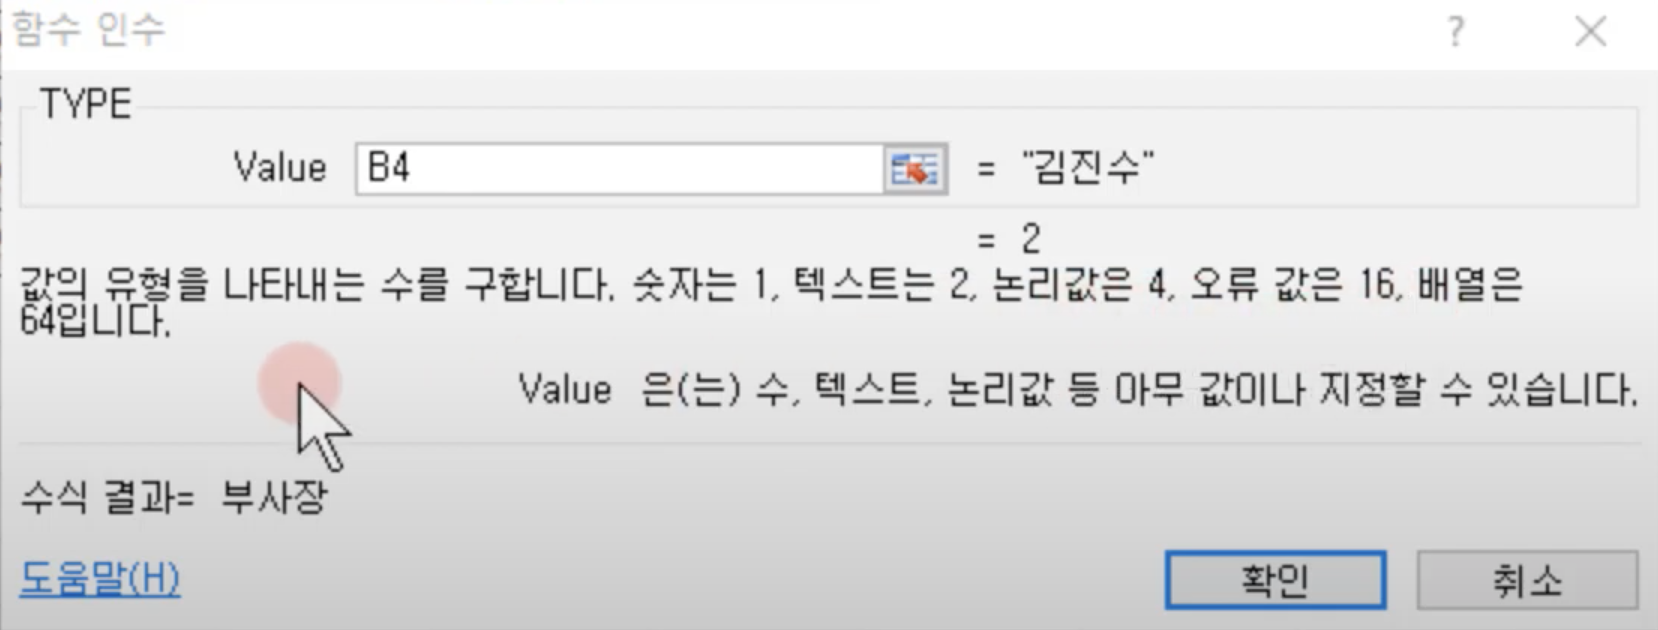 함수 인수
?
TYPE
Value B4 = "김진수"
= 2
값의 유형을 나타내는 수를 구합니다. 숫자는 1, 텍스트는 2, 논리값은 4, 오류 값은 16, 배열은
64입니다.
Value 은(는) 수, 텍스트, 논리값 등 아무 값이나 지정할 수 있습니다.
수식 결과= 부사장
도움말(H)
확인
취소